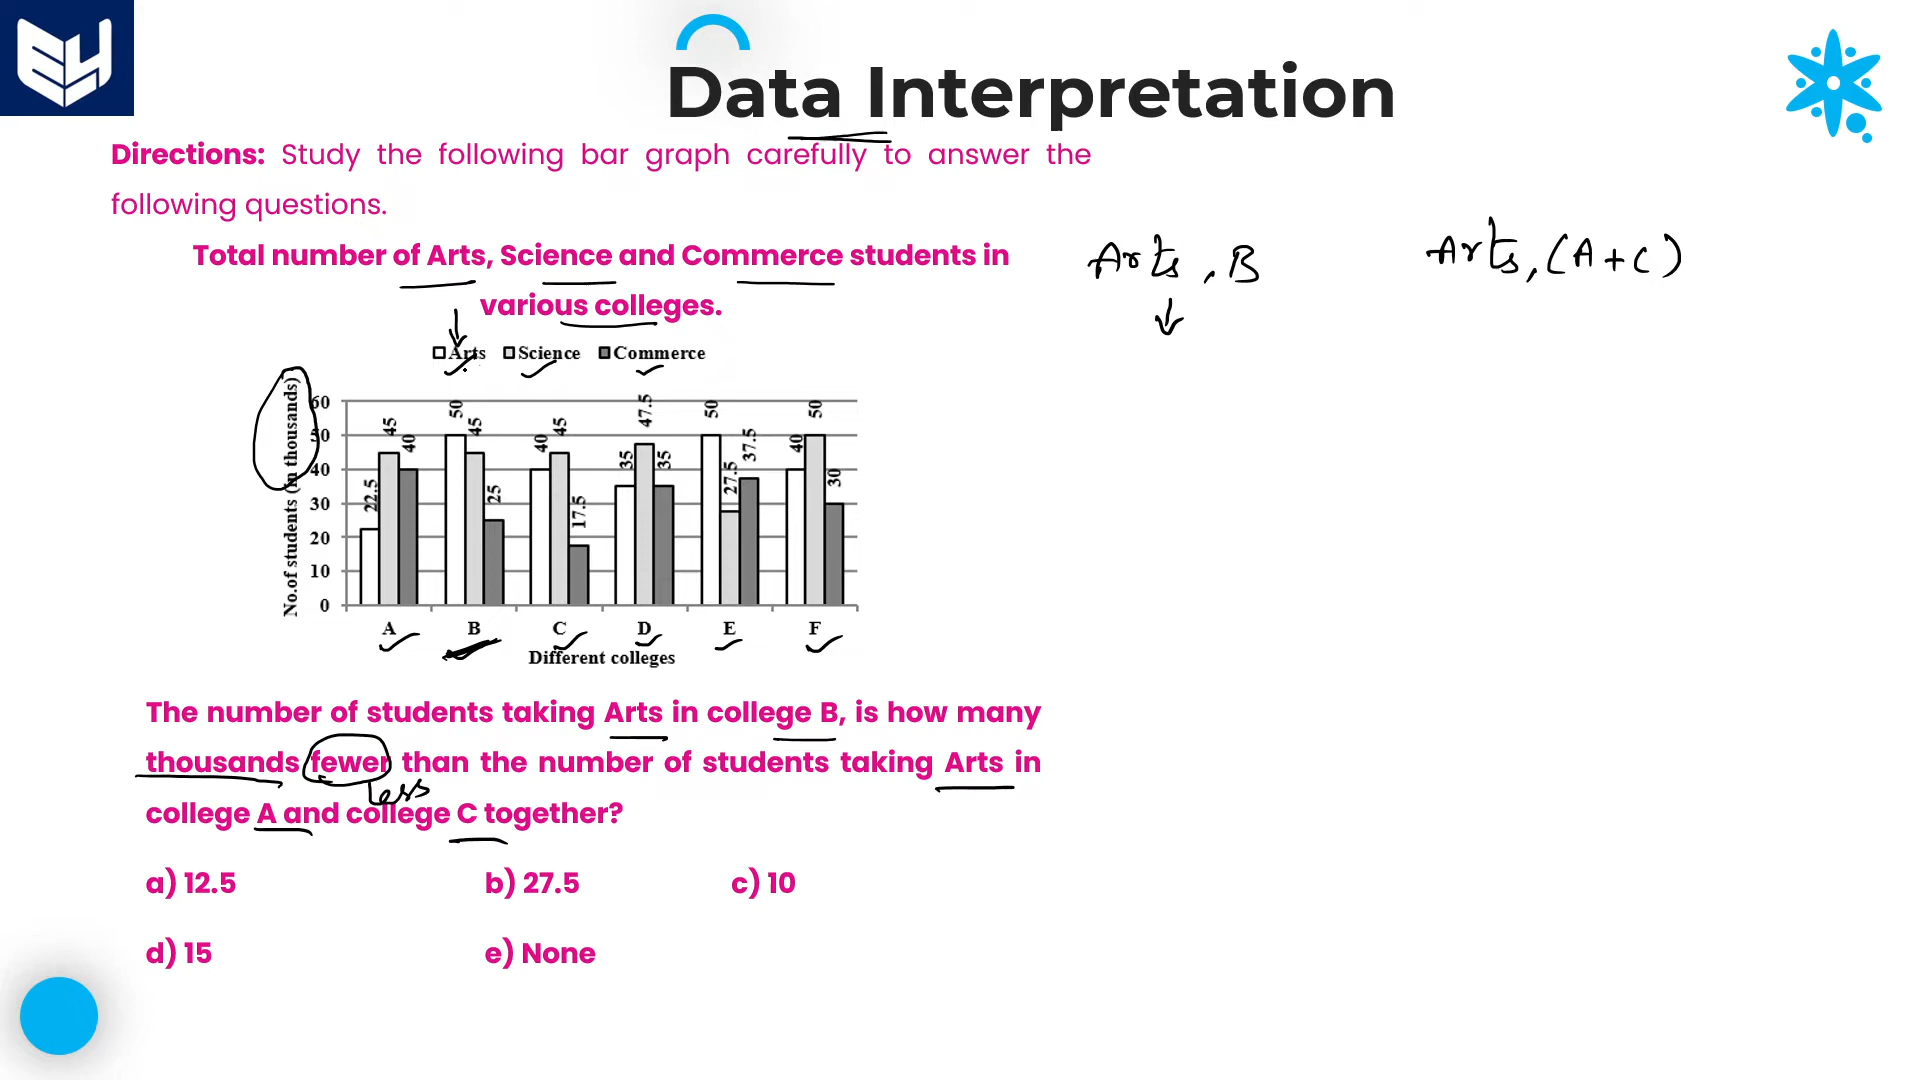 Data Interpretation
Directions: Study the following bar graph carefully to answer the
following questions.
Total number of Arts, Science and Commerce students in
various colleges.
Arts, B
Arts, (A+C)
Arts Science Commerce
No.of students (in thousands)
60
50
40
30
20
10
0
22.5 45 40
50 45 25
40 45 17.5
35 47.5 35
50 27.5 37.5
40 50 30
A B C D E F
Different colleges
The number of students taking Arts in college B, is how many
thousands fewer than the number of students taking Arts in
less
college A and college C together?
a) 12.5 b) 27.5 c) 10
d) 15 e) None